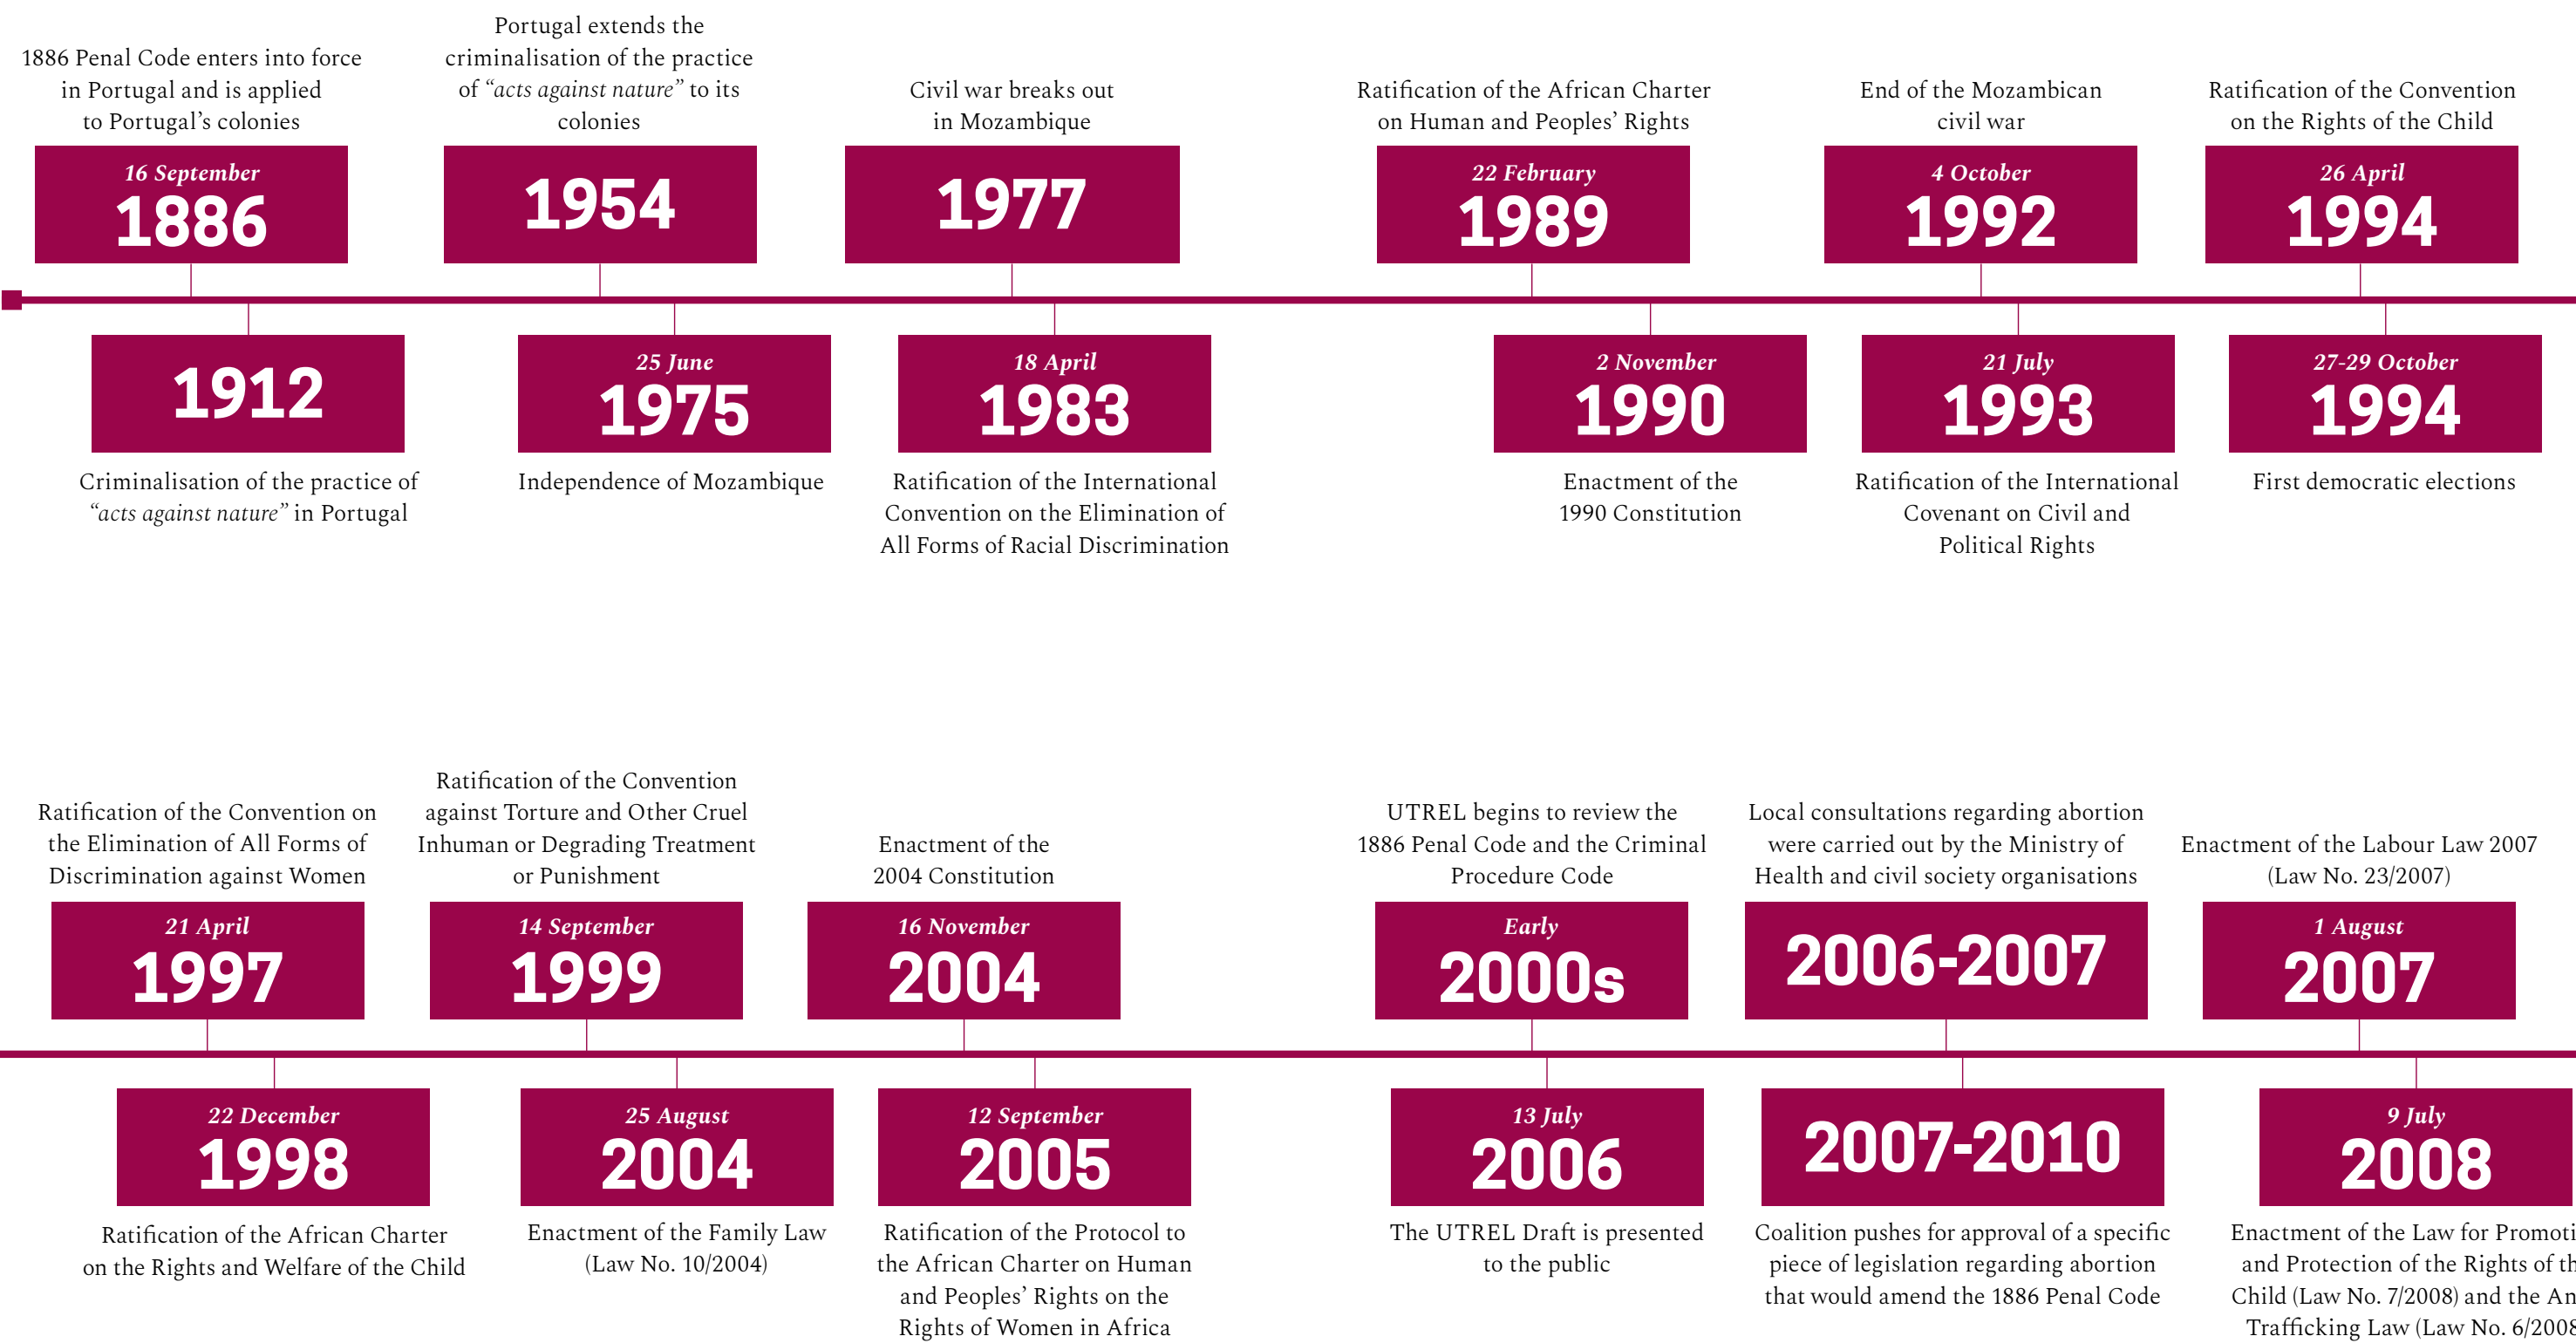 1886 Penal Code enters into force
in Portugal and is applied
to Portugal’s colonies
16 September
1886
1912
Criminalisation of the practice of
“acts against nature” in Portugal
Portugal extends the
criminalisation of the practice
of “acts against nature” to its
colonies
1954
25 June
1975
Independence of Mozambique
Civil war breaks out
in Mozambique
1977
18 April
1983
Ratification of the International
Convention on the Elimination of
All Forms of Racial Discrimination
Ratification of the African Charter
on Human and Peoples’ Rights
22 February
1989
2 November
1990
Enactment of the
1990 Constitution
End of the Mozambican
civil war
4 October
1992
21 July
1993
Ratification of the International
Covenant on Civil and
Political Rights
Ratification of the Convention
on the Rights of the Child
26 April
1994
27-29 October
1994
First democratic elections
Ratification of the Convention on
the Elimination of All Forms of
Discrimination against Women
21 April
1997
22 December
1998
Ratification of the African Charter
on the Rights and Welfare of the Child
Ratification of the Convention
against Torture and Other Cruel
Inhuman or Degrading Treatment
or Punishment
14 September
1999
25 August
2004
Enactment of the Family Law
(Law No. 10/2004)
Enactment of the
2004 Constitution
16 November
2004
12 September
2005
Ratification of the Protocol to
the African Charter on Human
and Peoples’ Rights on the
Rights of Women in Africa
UTREL begins to review the
1886 Penal Code and the Criminal
Procedure Code
Early
2000s
13 July
2006
The UTREL Draft is presented
to the public
Local consultations regarding abortion
were carried out by the Ministry of
Health and civil society organisations
2006-2007
2007-2010
Coalition pushes for approval of a specific
piece of legislation regarding abortion
that would amend the 1886 Penal Code
Enactment of the Labour Law 2007
(Law No. 23/2007)
1 August
2007
9 July
2008
Enactment of the Law for
and Protection of the Rights of
Child (Law No. 7/2008) and the
Trafficking Law (Law No.